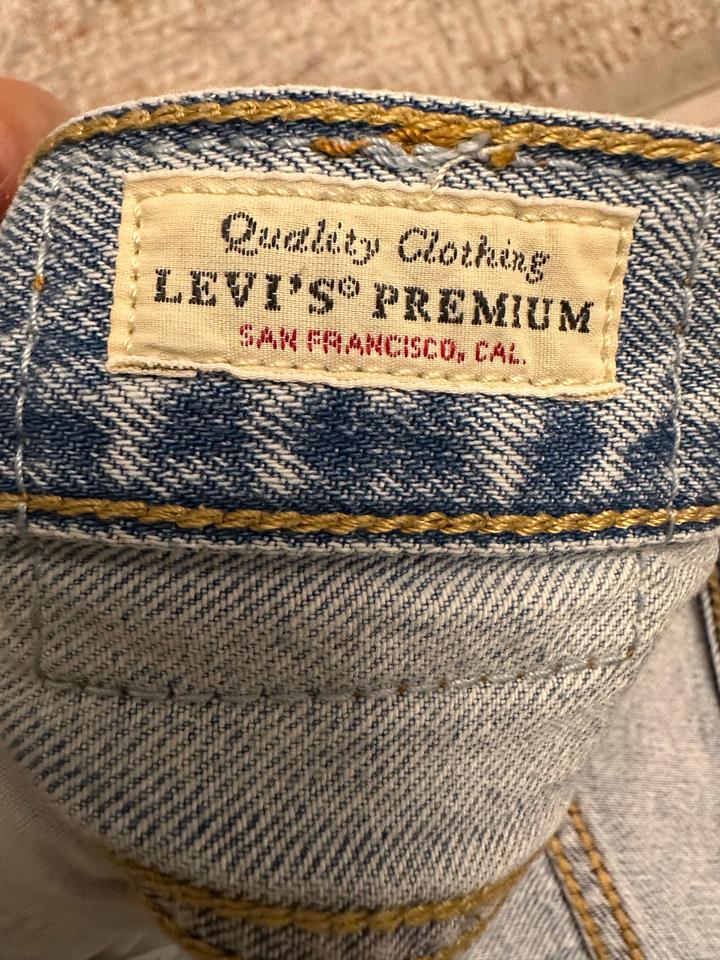 Quality Clothing
LEVI'S® PREMIUM
SAN FRANCISCO, CAL.